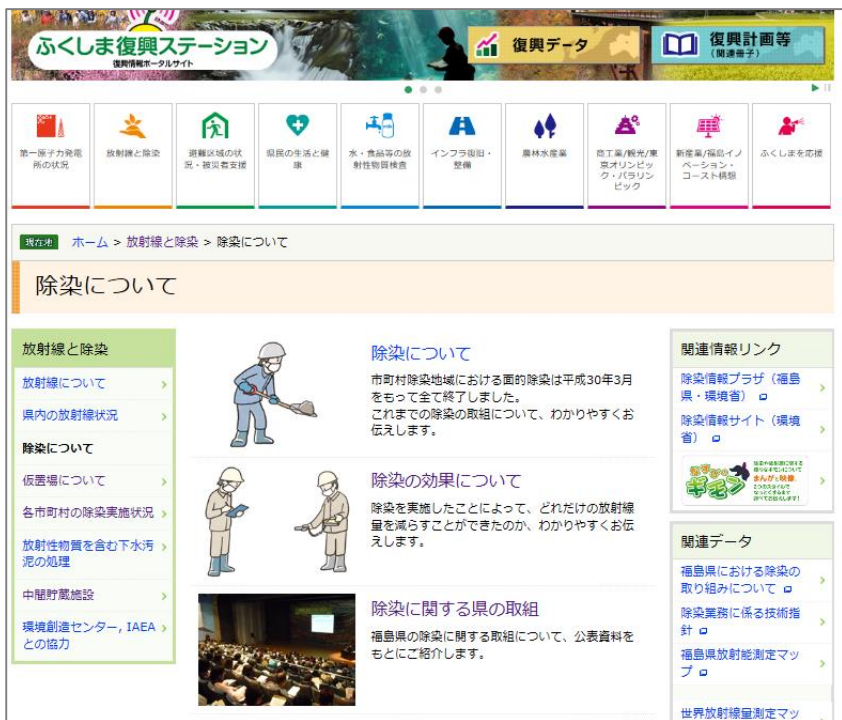 ふくしま復興ステーション
復興情報ポータルサイト
復興データ
復興計画等
(関連冊子)
第一原子力発電
所の状況
放射線と除染
避難区域の状
況・被災者支援
県民の生活と健
康
水・食品等の放
射性物質検査
インフラ復旧・
整備
農林水産業
商工業/観光/東
京オリンピッ
ク・パラリン
ピック
新産業/福島イノ
ベーション・
コースト構想
ふくしまを応援
現在地 ホーム > 放射線と除染 > 除染について
除染について
放射線と除染
放射線について
県内の放射線状況
除染について
仮置場について
各市町村の除染実施状況
放射性物質を含む下水汚
泥の処理
中間貯蔵施設
環境創造センター, IAEA
との協力
除染について
市町村除染地域における面的除染は平成30年3月
をもって全て終了しました。
これまでの除染の取組について、わかりやすくお
伝えします。
除染の効果について
除染を実施したことによって、どれだけの放射線
量を減らすことができたのか、わかりやすくお伝
えします。
除染に関する県の取組
福島県の除染に関する取組について、公表資料を
もとにご紹介します。
関連情報リンク
除染情報プラザ（福島
県・環境省）
除染情報サイト（環境
省）
ギモン
まんがと映像
関連データ
福島県における除染の
取り組みについて
除染業務に係る技術指
針
福島県放射能測定マッ
プ
世界放射線量測定マッ